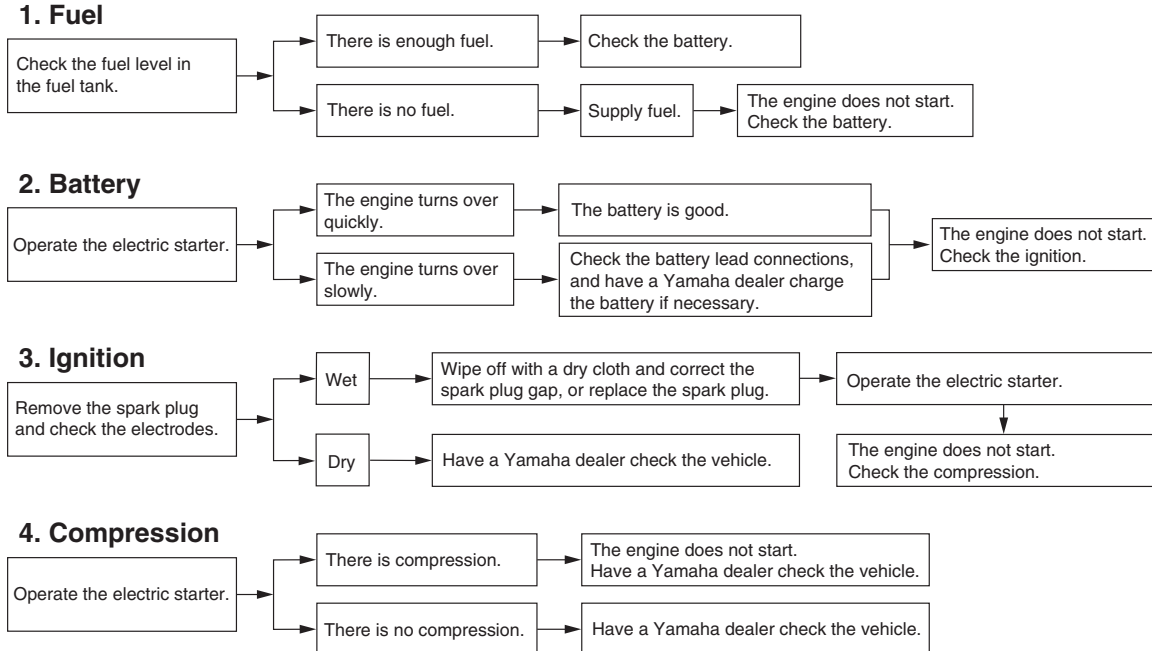 1. Fuel
Check the fuel level in
the fuel tank.
There is enough fuel.
Check the battery.
There is no fuel.
Supply fuel.
The engine does not start.
Check the battery.
2. Battery
Operate the electric starter.
The engine turns over
quickly.
The battery is good.
The engine turns over
slowly.
Check the battery lead connections,
and have a Yamaha dealer charge
the battery if necessary.
The engine does not start.
Check the ignition.
3. Ignition
Remove the spark plug
and check the electrodes.
Wet
Wipe off with a dry cloth and correct the
spark plug gap, or replace the spark plug.
Operate the electric starter.
Dry
Have a Yamaha dealer check the vehicle.
The engine does not start.
Check the compression.
4. Compression
Operate the electric starter.
There is compression.
The engine does not start.
Have a Yamaha dealer check the vehicle.
There is no compression.
Have a Yamaha dealer check the vehicle.